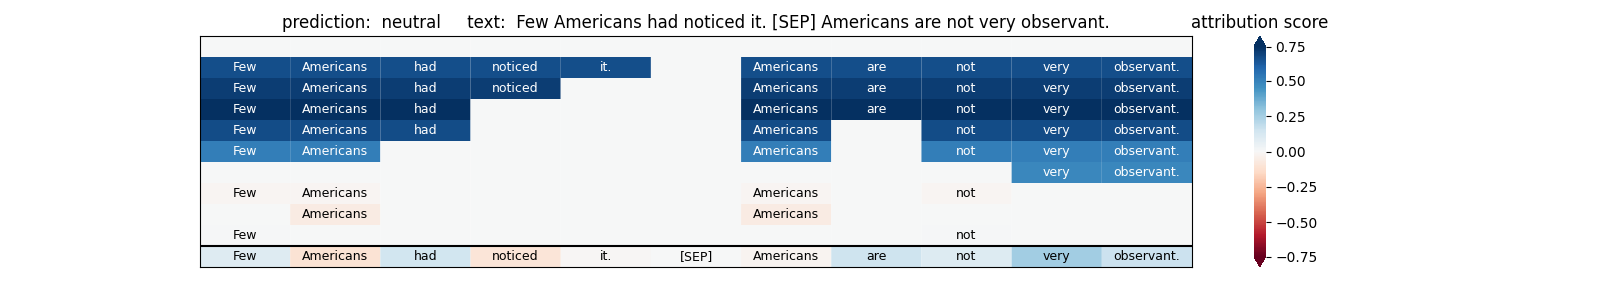 prediction:  neutral     text:  Few Americans had noticed it. [SEP] Americans are not very observant.
attribution score
Few Americans had noticed it. Americans are not very observant.
Few Americans had noticed Americans are not very observant.
Few Americans had Americans are not very observant.
Few Americans had Americans not very observant.
Few Americans Americans not very observant.
very observant.
Few Americans Americans not
Americans Americans
Few not
Few Americans had noticed it. [SEP] Americans are not very observant.
0.75
0.50
0.25
0.00
−0.25
−0.50
−0.75